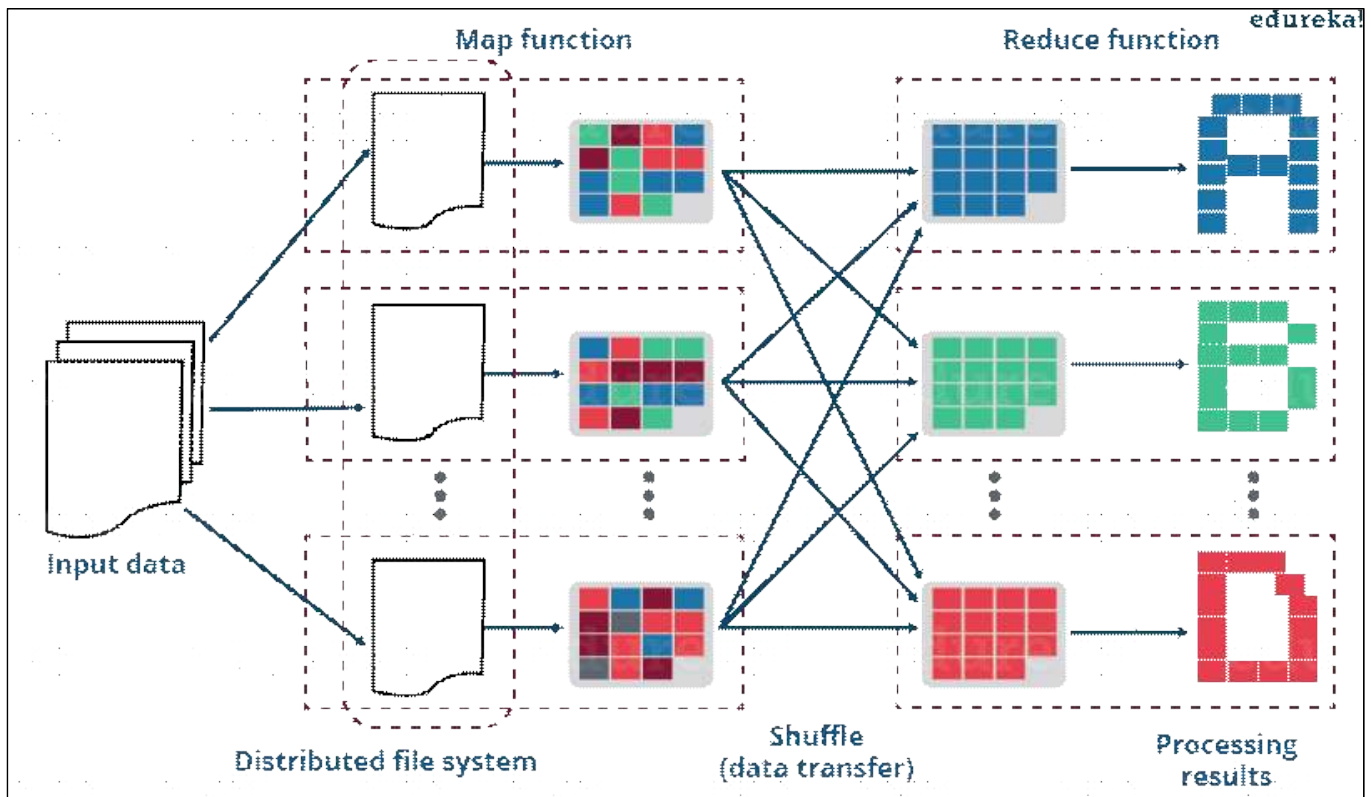 edureka!
Map function
Reduce function
Input data
Distributed file system
Shuffle
(data transfer)
Processing
results